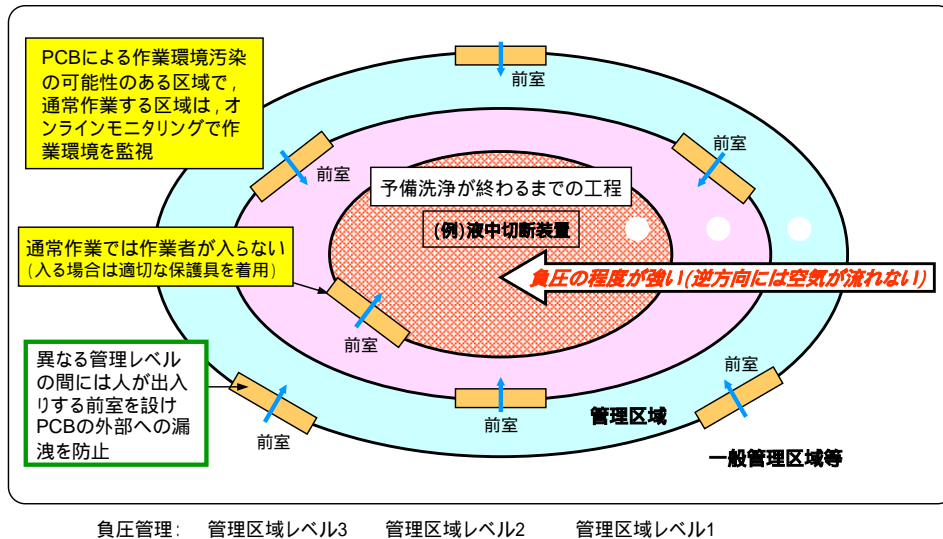 PCBによる作業環境汚染
の可能性のある区域で，
通常作業する区域は，オ
ンラインモニタリングで作
業環境を監視
前室
前室
前室
予備洗浄が終わるまでの工程
(例)液中切断装量
通常作業では作業者が入らない
(入る場合は適切な保護具を着用)
負圧の程度が強い(逆方向には空気が流れない)
前室
異なる管理レベル
の間には人が出入
りする前室を設け
PCBの外部への漏
洩を防止
前室
前室
前室
管理区域
一般管理区域等
負圧管理： 管理区域レベル3 管理区域レベル2 管理区域レベル1